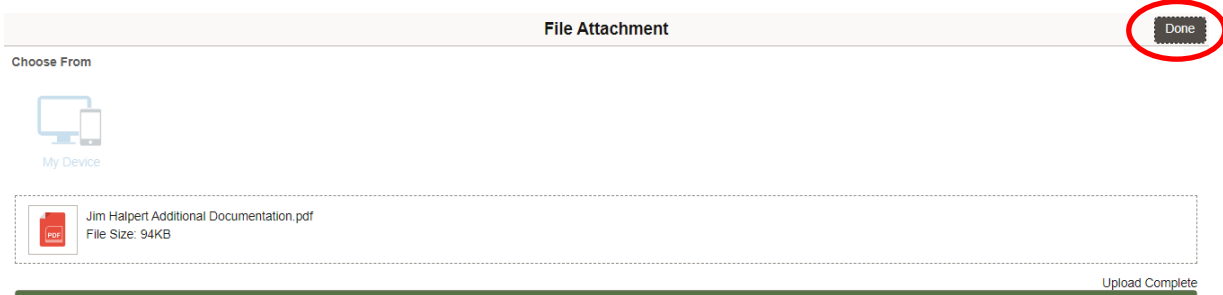 File Attachment
Done
Choose From
My Device
PDF
Jim Halpert Additional Documentation.pdf
File Size: 94KB
Upload Complete